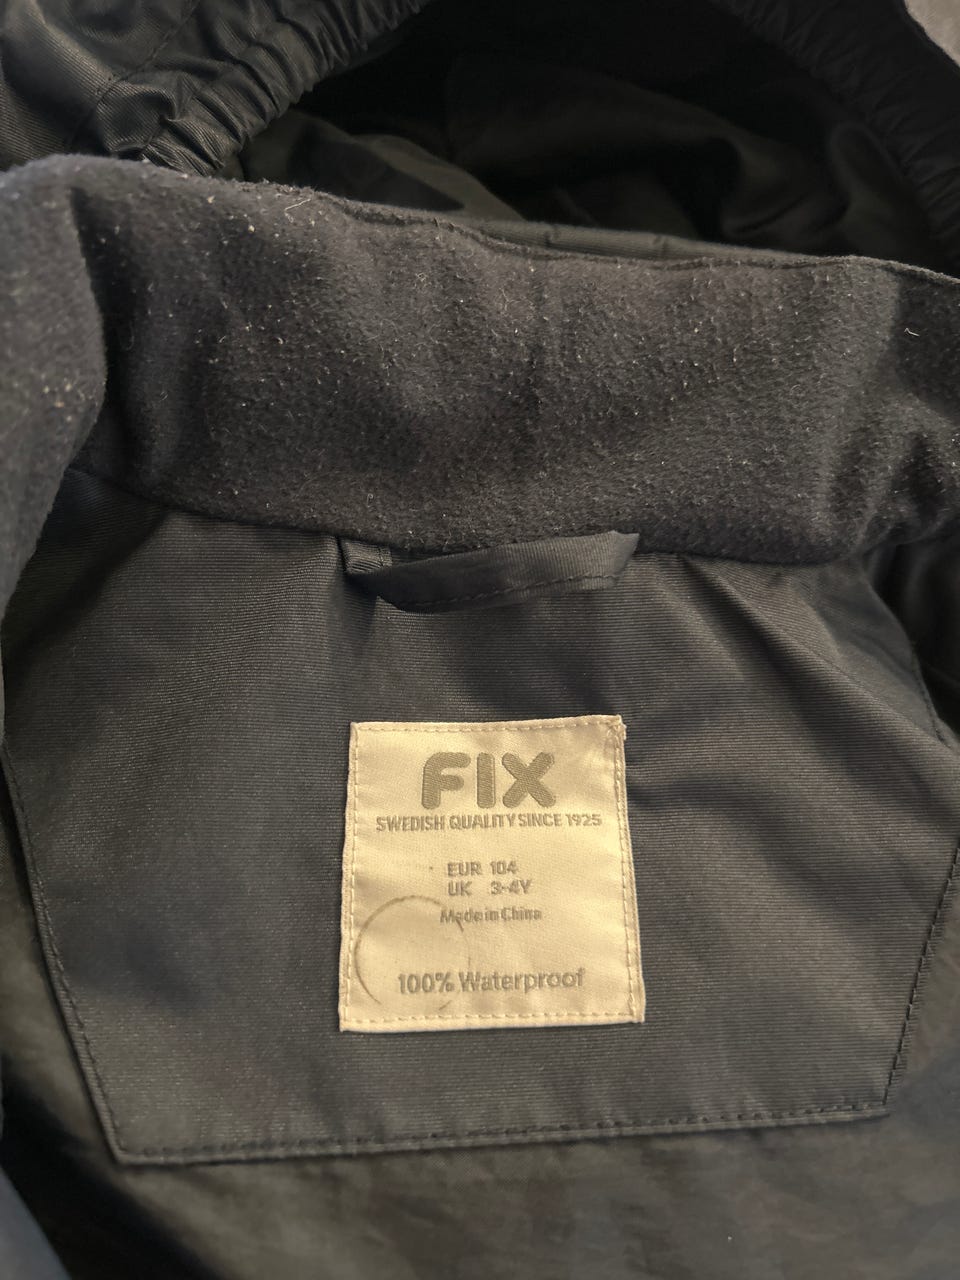 FIX
SWEDISH QUALITY SINCE 1925
EUR 104
UK 3-4Y
Made in China
100% Waterproof